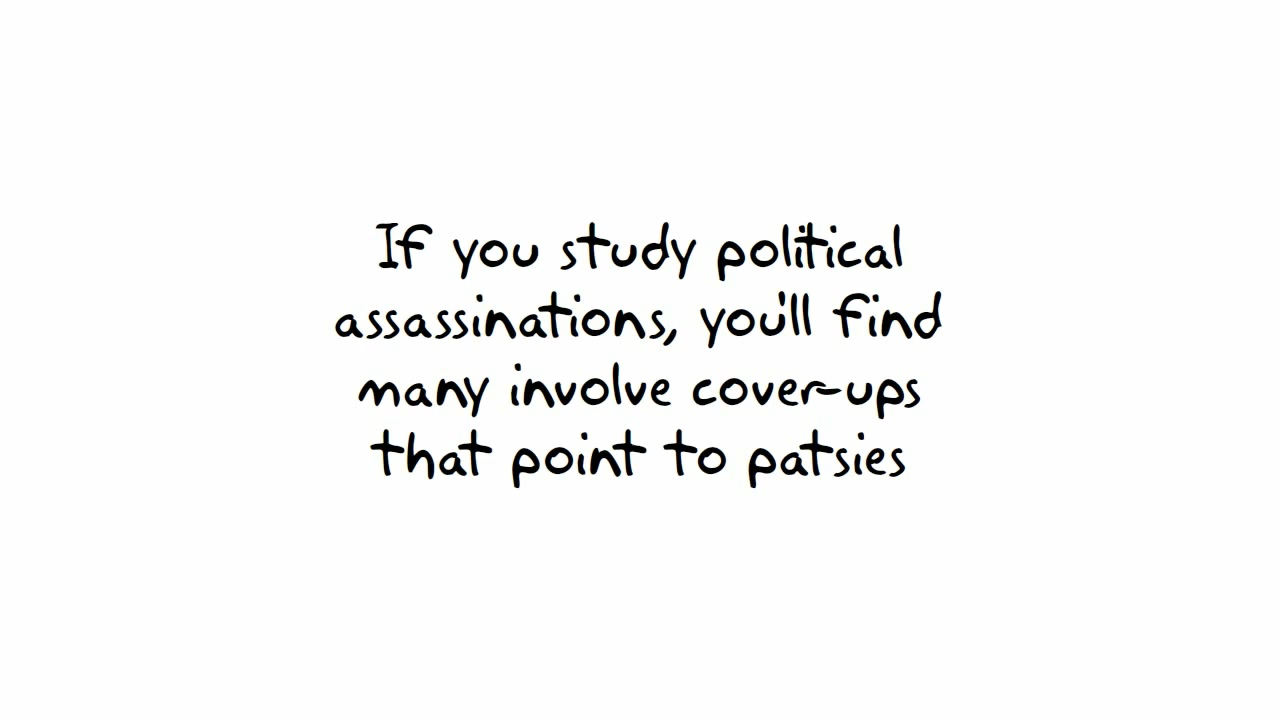 If you study political
assassinations, you'll find
many involve cover-ups
that point to patsies